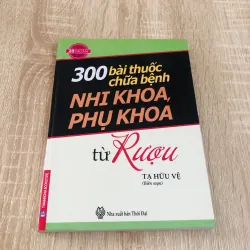 300 bài thuốc
chữa bệnh
NHI KHOA,
PHỤ KHOA
từ Rượu
TẠ HỮU VỆ
(Biên soạn)
Nhà xuất bản Thời Đại